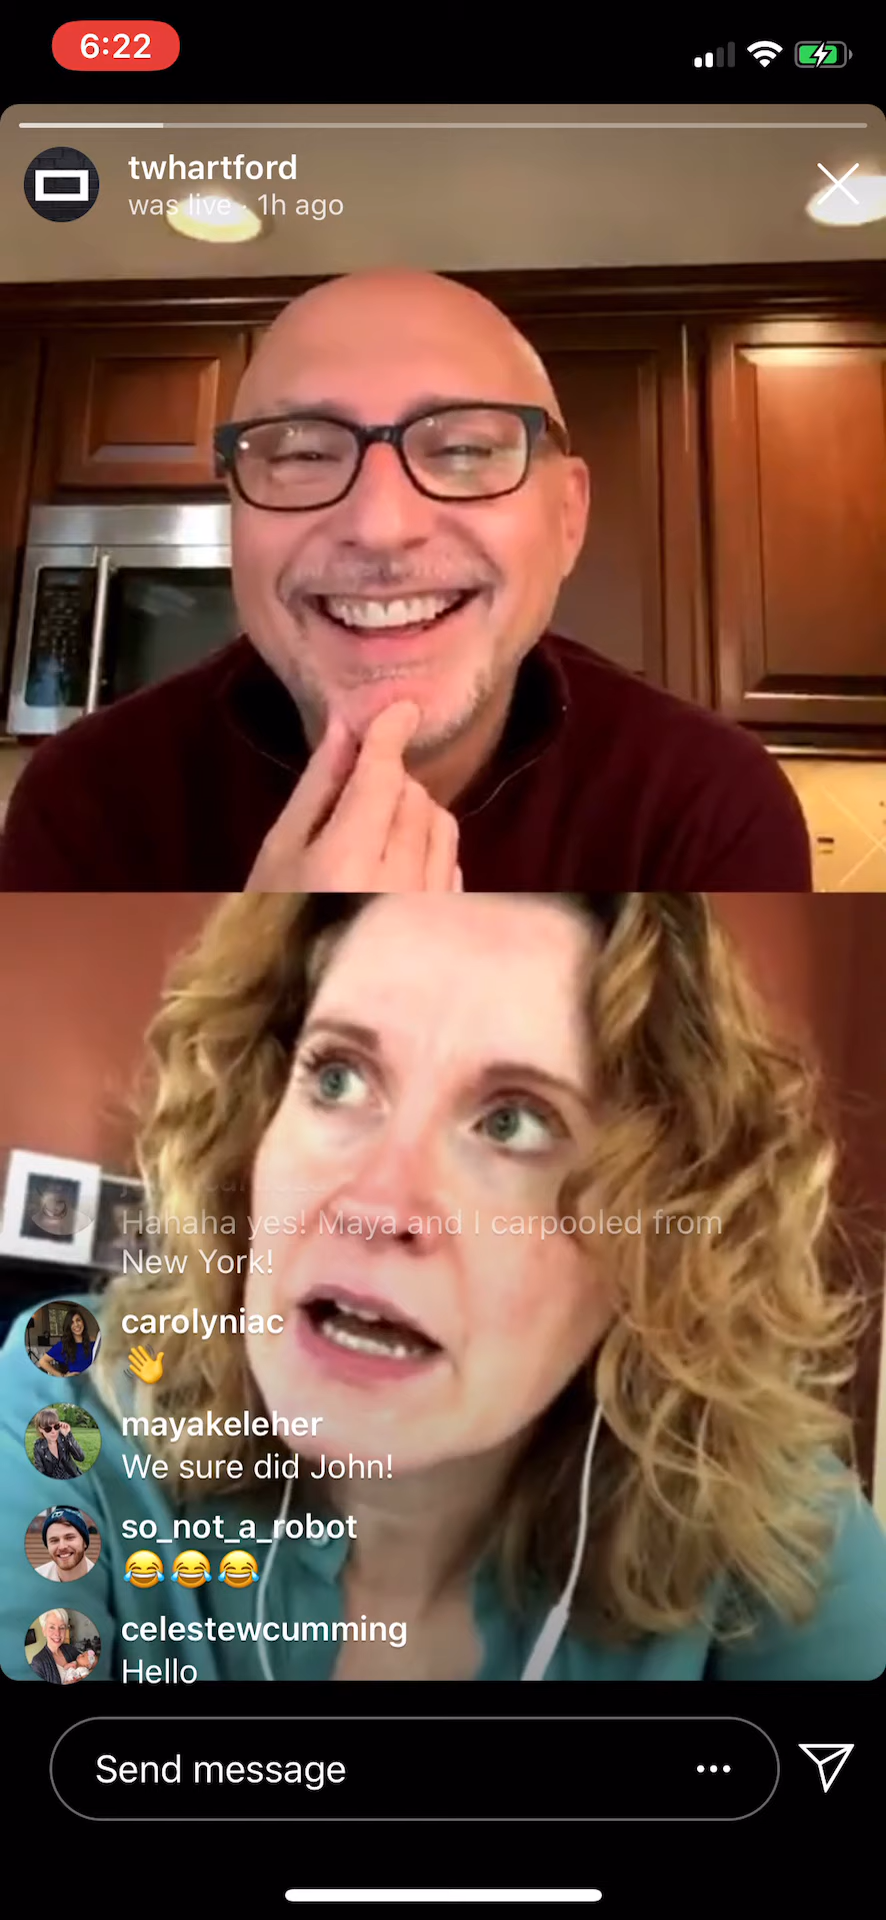 6:22
twhartford
was live · 1h ago
Hahaha yes! Maya and I carpooled from
New York!
carolyniac
👋
mayakeleher
We sure did John!
so_not_a_robot
😂😂😂
celestewcumming
Hello
Send message